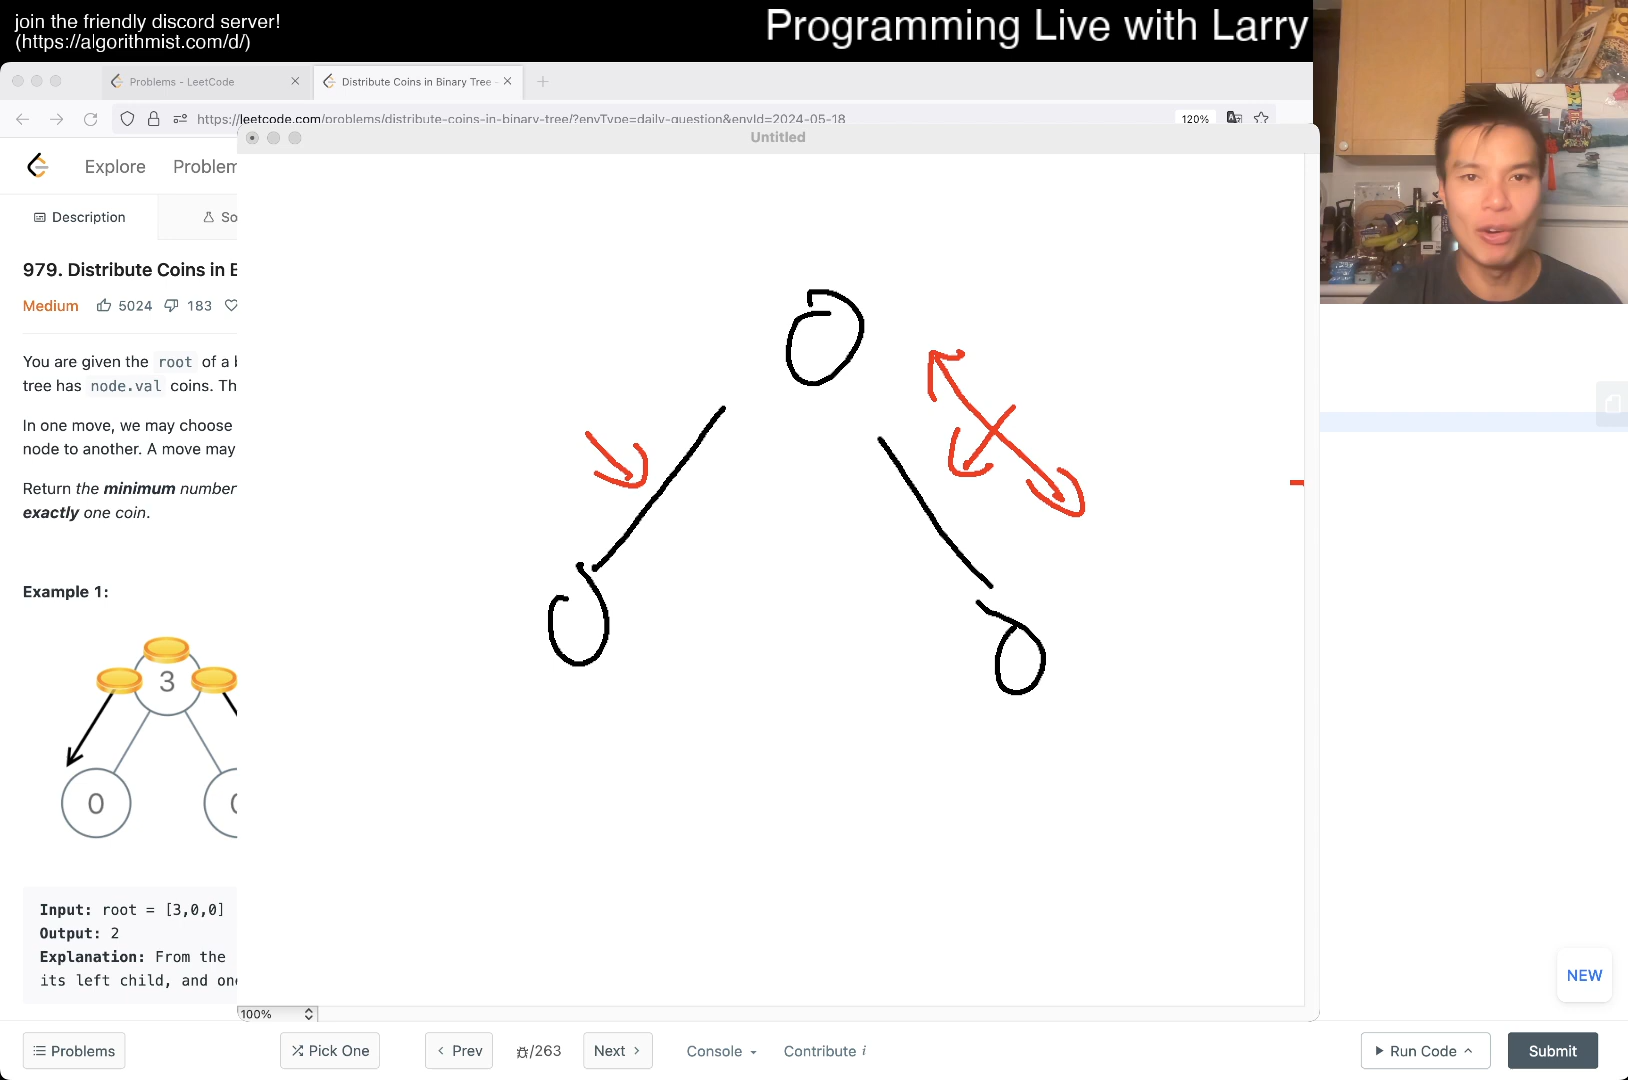 join the friendly discord server!
(https://algorithmist.com/d/)
Programming Live with Larry
Problems - LeetCode
Distribute Coins in Binary Tree -
https://leetcode.com/problems/distribute-coins-in-binary-tree/?envType=daily-question&envId=2024-05-18
120%
Untitled
Explore
Problem
Description
So
979. Distribute Coins in B
Medium
5024
183
You are given the root of a b
tree has node.val coins. Th
In one move, we may choose
node to another. A move may
Return the minimum number
exactly one coin.
Example 1:
3
0
Input: root = [3,0,0]
Output: 2
Explanation: From the
its left child, and one
100%
NEW
Problems
Pick One
Prev
/263
Next
Console
Contribute i
Run Code
Submit